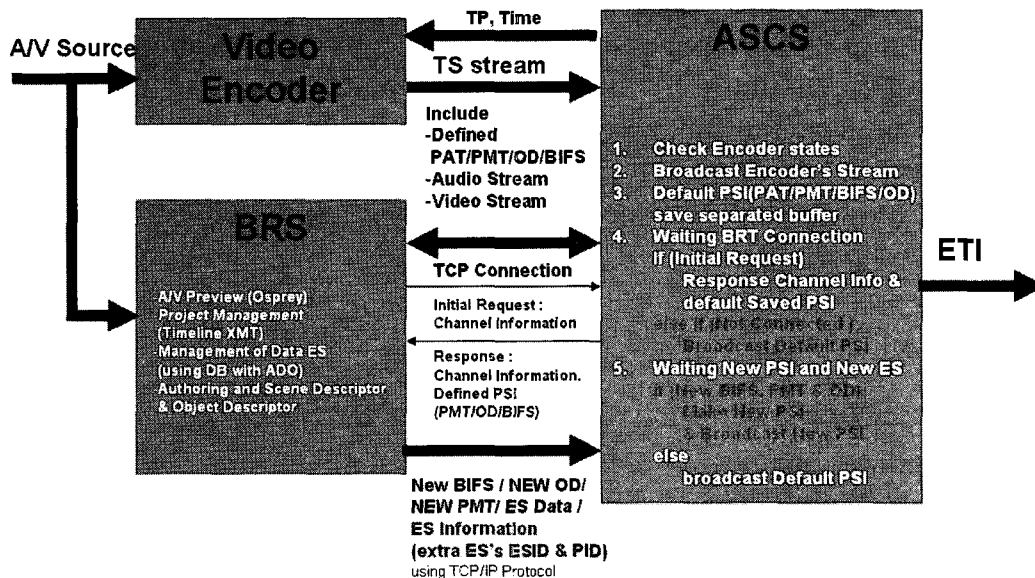 A/V Source
Video
Encoder
TP, Time
TS stream
Include
-Defined
PAT/PMT/OD/BIFS
-Audio Stream
-Video Stream
ASCS
1. Check Encoder states
2. Broadcast Encoder's Stream
3. Default PSI(PAT/PMT/BIFS/OD)
save separated buffer
4. Waiting BRT Connection
If (Initial Request)
Response Channel Info &
default Saved PSI
else if (Not Connected)
Broadcast Default PSI
5. Waiting New PSI and New ES
if (New BIFS, PMT & OD)
Make New PSI
& Broadcast New PSI
else
broadcast Default PSI
ETI
BRS
-A/V Preview (Osprey)
Project Management
(Timeline XMT)
-Management of Data ES
(using DB with ADO)
Authoring and Scene Descriptor
& Object Descriptor
TCP Connection
Initial Request :
Channel Information
Response :
Channel Information.
Defined PSI
(PMT/OD/BIFS)
New BIFS / NEW OD/
NEW PMT/ ES Data /
ES Information
(extra ES's ESID & PID)
using TCP/IP Protocol